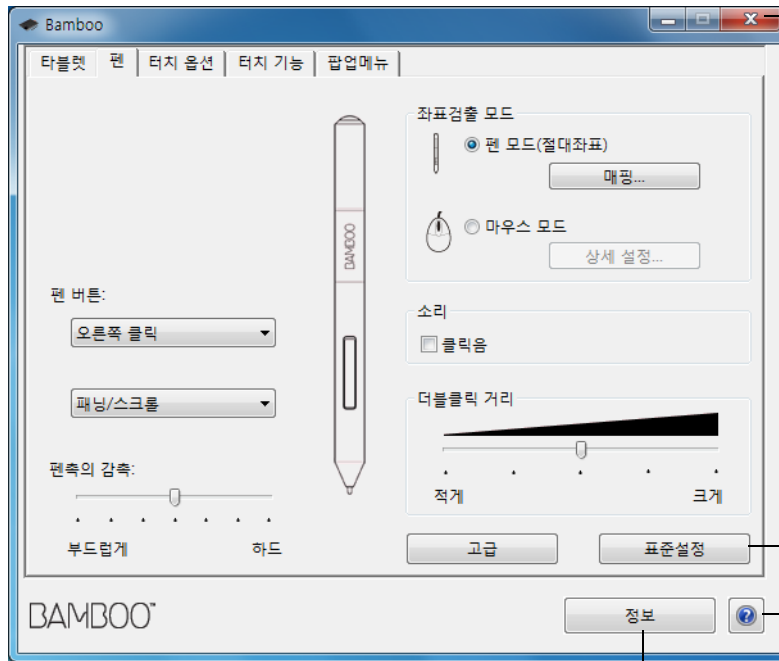 Bamboo
타블렛 펜 터치 옵션 터치 기능 팝업메뉴
좌표검출 모드
펜 모드(절대좌표)
매핑...
마우스 모드
상세 설정...
BAMBOO
펜 버튼:
오른쪽 클릭
패닝/스크롤
소리
클릭음
더블클릭 거리
적게 크게
펜촉의 감촉:
부드럽게 하드
고급 표준설정
BAMBOO™
정보 ?